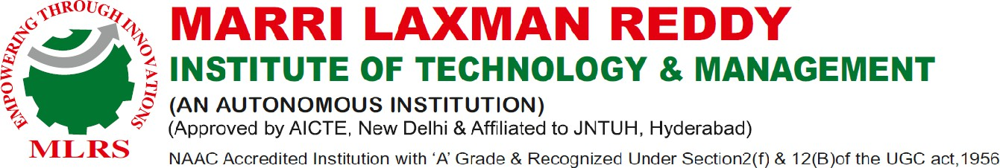 EMPOWERING THROUGH INNOVATIONS
MLRS
MARRI LAXMAN REDDY
INSTITUTE OF TECHNOLOGY & MANAGEMENT
(AN AUTONOMOUS INSTITUTION)
(Approved by AICTE, New Delhi & Affiliated to JNTUH, Hyderabad)
NAAC Accredited Institution with ‘A’ Grade & Recognized Under Section2(f) & 12(B)of the UGC act,1956